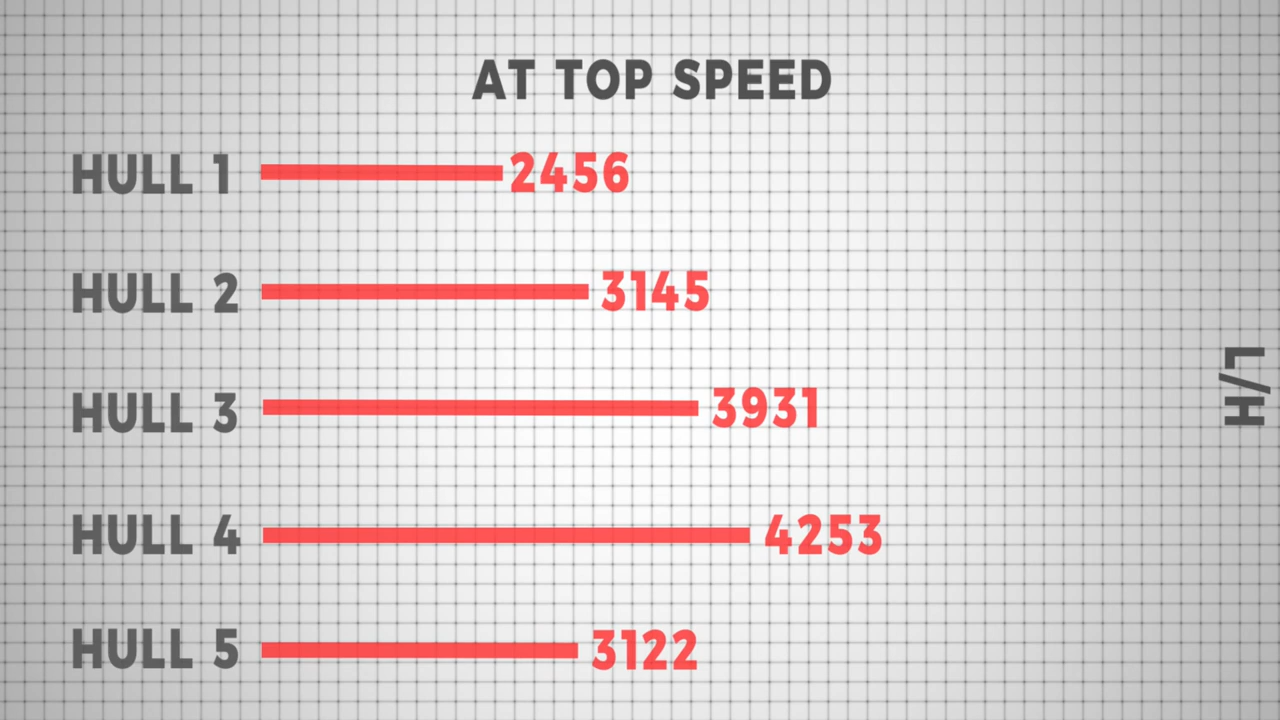 AT TOP SPEED
HULL 1 2456
HULL 2 3145
HULL 3 3931
HULL 4 4253
HULL 5 3122
L/H